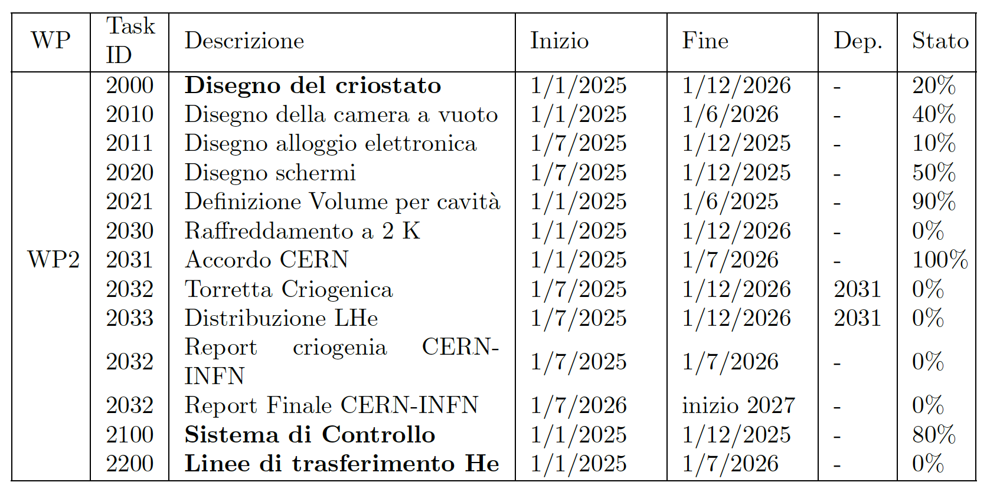 WP Task ID Descrizione Inizio Fine Dep. Stato
WP2
2000 Disegno del criostato 1/1/2025 1/12/2026 - 20%
2010 Disegno della camera a vuoto 1/1/2025 1/6/2026 - 40%
2011 Disegno alloggio elettronica 1/7/2025 1/12/2025 - 10%
2020 Disegno schermi 1/7/2025 1/12/2025 - 50%
2021 Definizione Volume per cavità 1/1/2025 1/6/2025 - 90%
2030 Raffreddamento a 2 K 1/1/2025 1/12/2026 - 0%
2031 Accordo CERN 1/1/2025 1/7/2026 - 100%
2032 Torretta Criogenica 1/7/2025 1/12/2026 2031 0%
2033 Distribuzione LHe 1/7/2025 1/12/2026 2031 0%
2032 Report criogenia CERN-INFN 1/7/2025 1/7/2026 - 0%
2032 Report Finale CERN-INFN 1/7/2026 inizio 2027 - 0%
2100 Sistema di Controllo 1/1/2025 1/12/2025 - 80%
2200 Linee di trasferimento He 1/1/2025 1/7/2026 - 0%